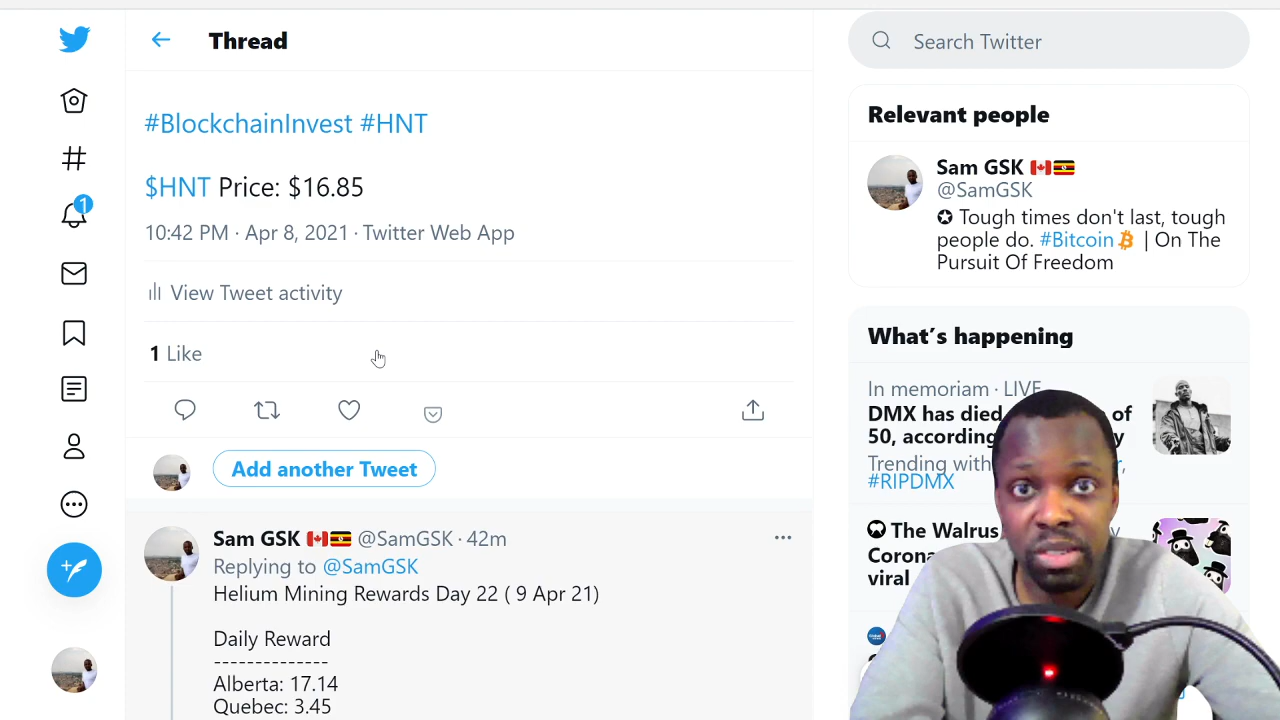 Thread
#BlockchainInvest #HNT
$HNT Price: $16.85
10:42 PM · Apr 8, 2021 · Twitter Web App
View Tweet activity
1 Like
Add another Tweet
Sam GSK @SamGSK · 42m
Replying to @SamGSK
Helium Mining Rewards Day 22 ( 9 Apr 21)
Daily Reward
--------------
Alberta: 17.14
Quebec: 3.45
1
Search Twitter
Relevant people
Sam GSK
@SamGSK
Tough times don't last, tough
people do. #Bitcoin | On The
Pursuit Of Freedom
What's happening
In memoriam · LIVE
DMX has died of
50, according
Trending with
#RIPDMX
The Walrus
Corona
viral